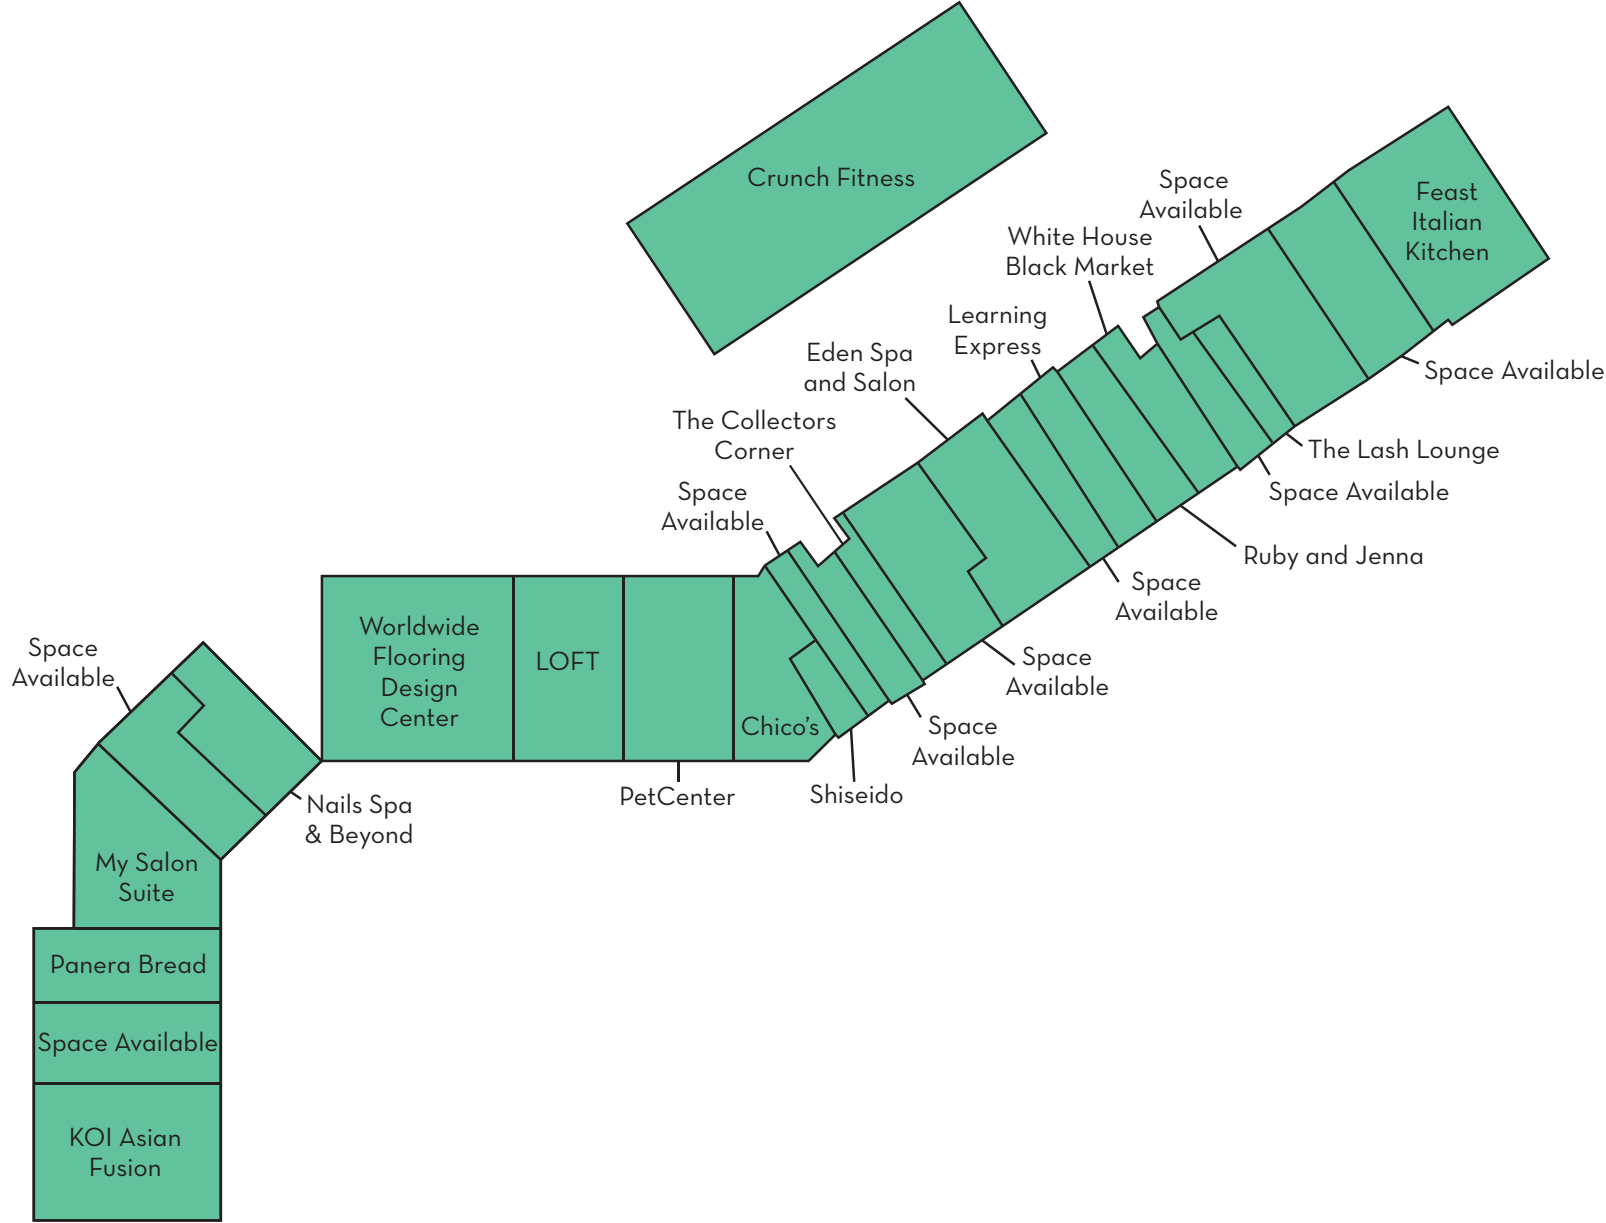 Crunch Fitness
Space
Available
Feast
Italian
Kitchen
White House
Black Market
Learning
Express
Eden Spa
and Salon
Space Available
The Collectors
Corner
The Lash Lounge
Space
Available
Space Available
Ruby and Jenna
Space
Available
Worldwide
Flooring
Design
Center
LOFT
Space
Available
Space
Available
Chico's
Space
Available
PetCenter
Shiseido
Nails Spa
& Beyond
My Salon
Suite
Panera Bread
Space Available
KOI Asian
Fusion